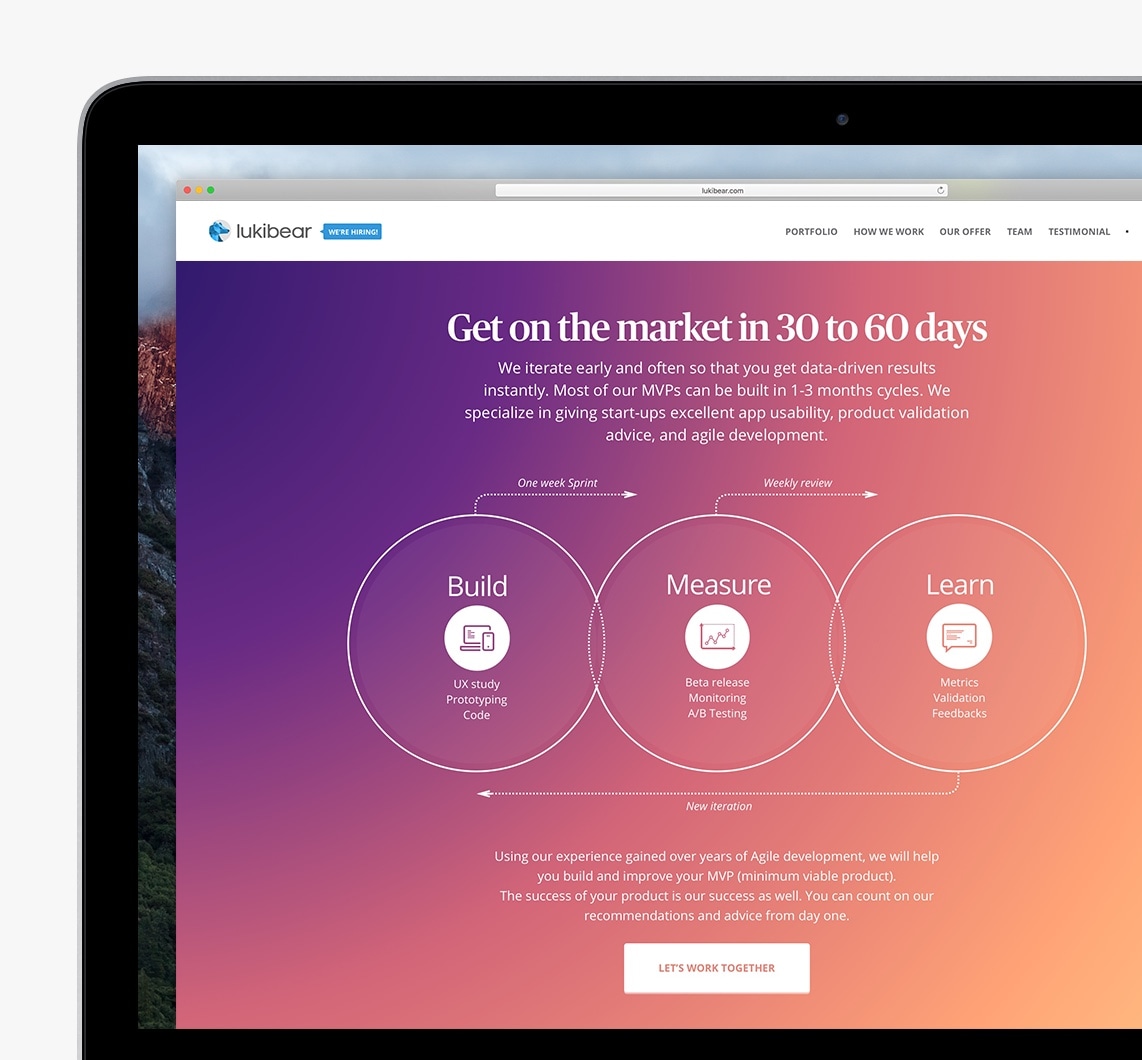 lukibear.com
lukibear WE'RE HIRING! PORTFOLIO HOW WE WORK OUR OFFER TEAM TESTIMONIAL
Get on the market in 30 to 60 days
We iterate early and often so that you get data-driven results
instantly. Most of our MVPs can be built in 1-3 months cycles. We
specialize in giving start-ups excellent app usability, product validation
advice, and agile development.
One week Sprint
Weekly review
Build
UX study
Prototyping
Code
Measure
Beta release
Monitoring
A/B Testing
Learn
Metrics
Validation
Feedbacks
New iteration
Using our experience gained over years of Agile development, we will help
you build and improve your MVP (minimum viable product).
The success of your product is our success as well. You can count on our
recommendations and advice from day one.
LET'S WORK TOGETHER